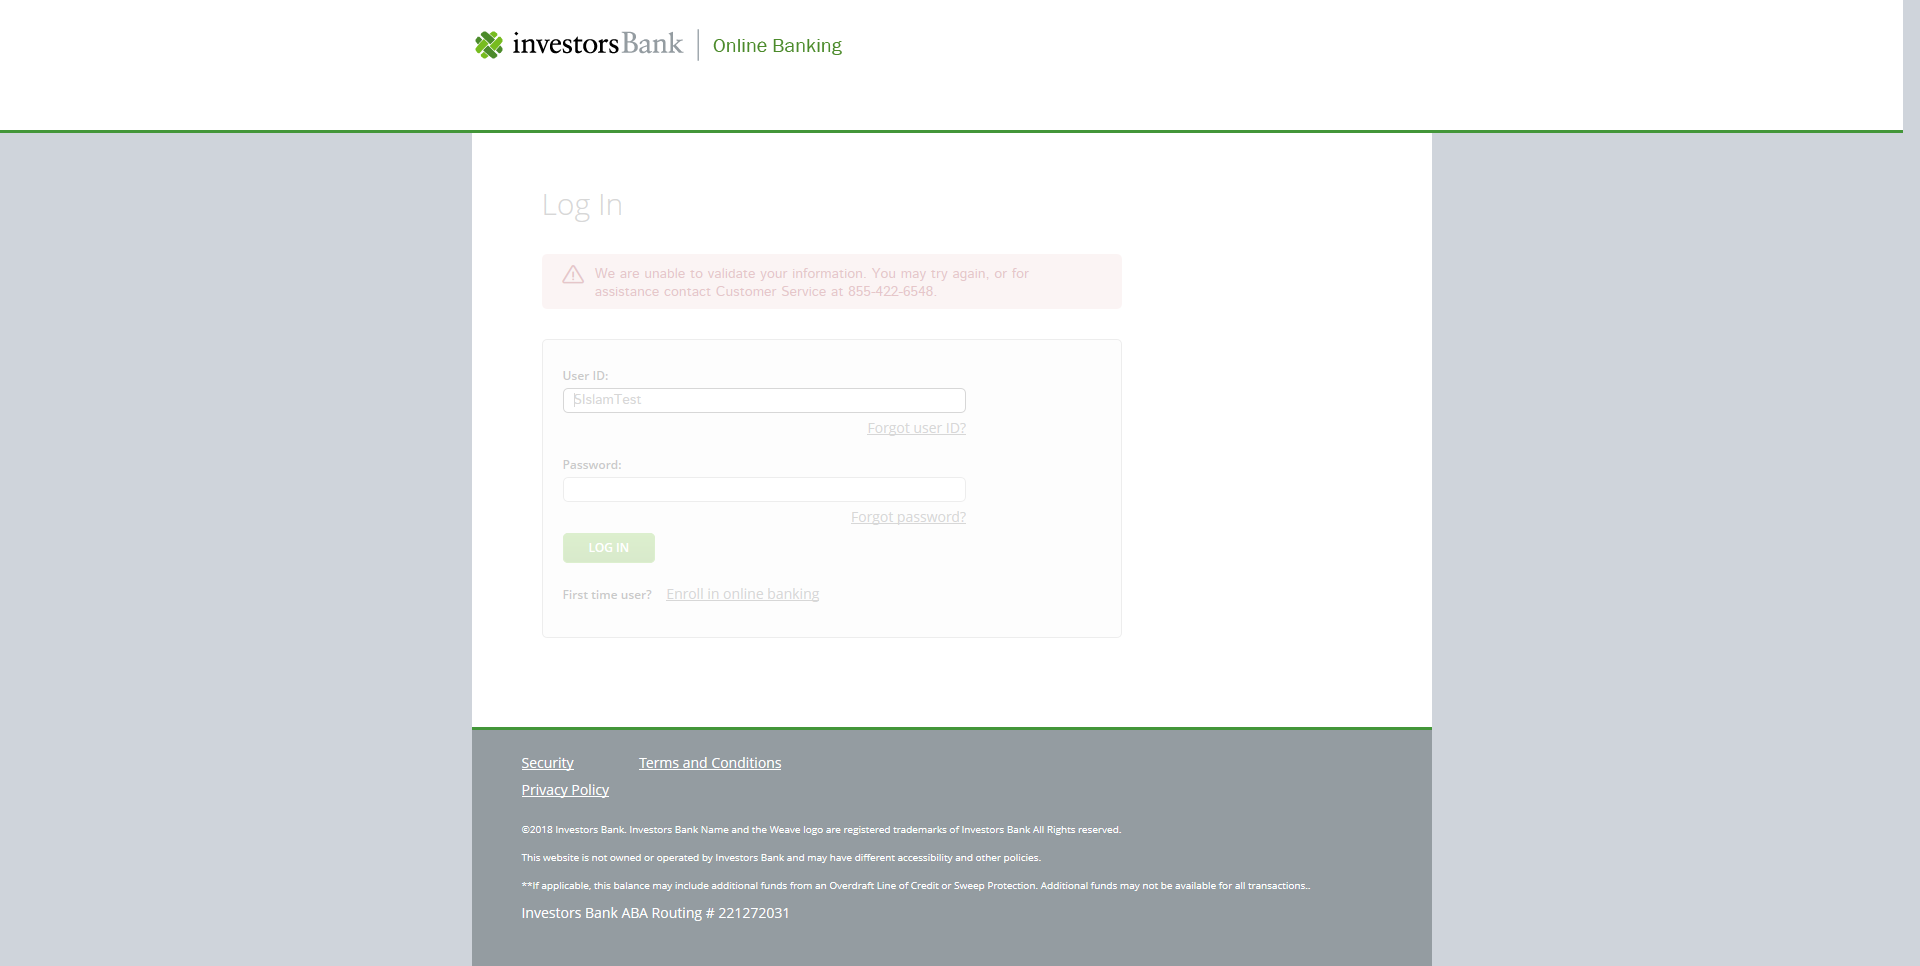 investorsBank Online Banking
Log In
We are unable to validate your information. You may try again, or for
assistance contact Customer Service at 855-422-6548.
User ID:
SIslamTest
Forgot user ID?
Password:
Forgot password?
LOG IN
First time user? Enroll in online banking
Security Terms and Conditions
Privacy Policy
©2018 Investors Bank. Investors Bank Name and the Weave logo are registered trademarks of Investors Bank All Rights reserved.
This website is not owned or operated by Investors Bank and may have different accessibility and other policies.
**If applicable, this balance may include additional funds from an Overdraft Line of Credit or Sweep Protection. Additional funds may not be available for all transactions..
Investors Bank ABA Routing # 221272031